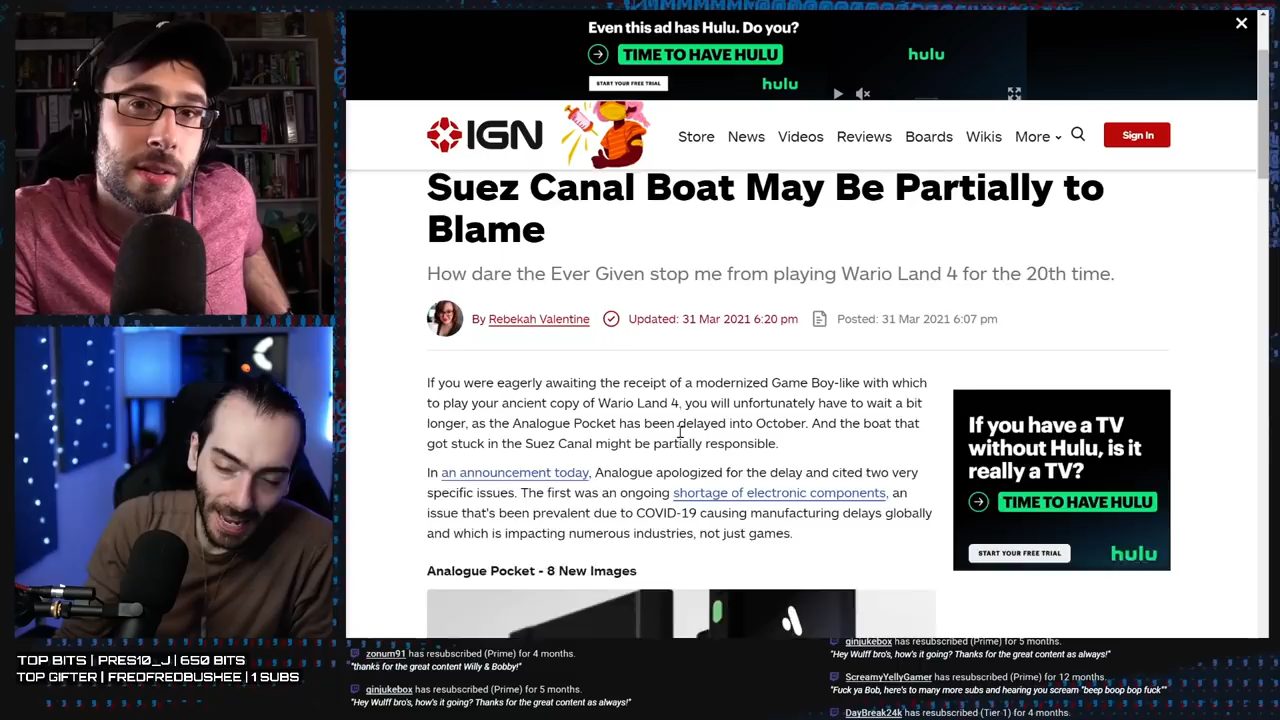 Even this ad has Hulu. Do you?
TIME TO HAVE HULU
hulu
START YOUR FREE TRIAL
hulu
IGN
Store News Videos Reviews Boards Wikis More Sign In
Suez Canal Boat May Be Partially to
Blame
How dare the Ever Given stop me from playing Wario Land 4 for the 20th time.
By Rebekah Valentine Updated: 31 Mar 2021 6:20 pm Posted: 31 Mar 2021 6:07 pm
If you were eagerly awaiting the receipt of a modernized Game Boy-like with which
to play your ancient copy of Wario Land 4, you will unfortunately have to wait a bit
longer, as the Analogue Pocket has been delayed into October. And the boat that
got stuck in the Suez Canal might be partially responsible.
In an announcement today, Analogue apologized for the delay and cited two very
specific issues. The first was an ongoing shortage of electronic components, an
issue that's been prevalent due to COVID-19 causing manufacturing delays globally
and which is impacting numerous industries, not just games.
Analogue Pocket - 8 New Images
If you have a TV
without Hulu, is it
really a TV?
TIME TO HAVE HULU
START YOUR FREE TRIAL
hulu
TOP BITS | PRES10_J | 650 BITS
TOP GIFTER | FREDFREDBUSHEE | 1 SUBS
zonum91 has resubscribed (Prime) for 4 months.
"thanks for the great content Willy & Bobby!"
ginjukebox has resubscribed (Prime) for 5 months.
"Hey Wulff bro's, how's it going? Thanks for the great content as always!"
ginjukebox has resubscribed (Prime) for 5 months.
"Hey Wulff bro's, how's it going? Thanks for the great content as always!"
ScreamyYellyGamer has resubscribed (Prime) for 12 months.
"Fuck ya Bob, here's to many more subs and hearing you scream "beep boop bop fuck""
DayBreak24k has resubscribed (Tier 1) for 4 months.